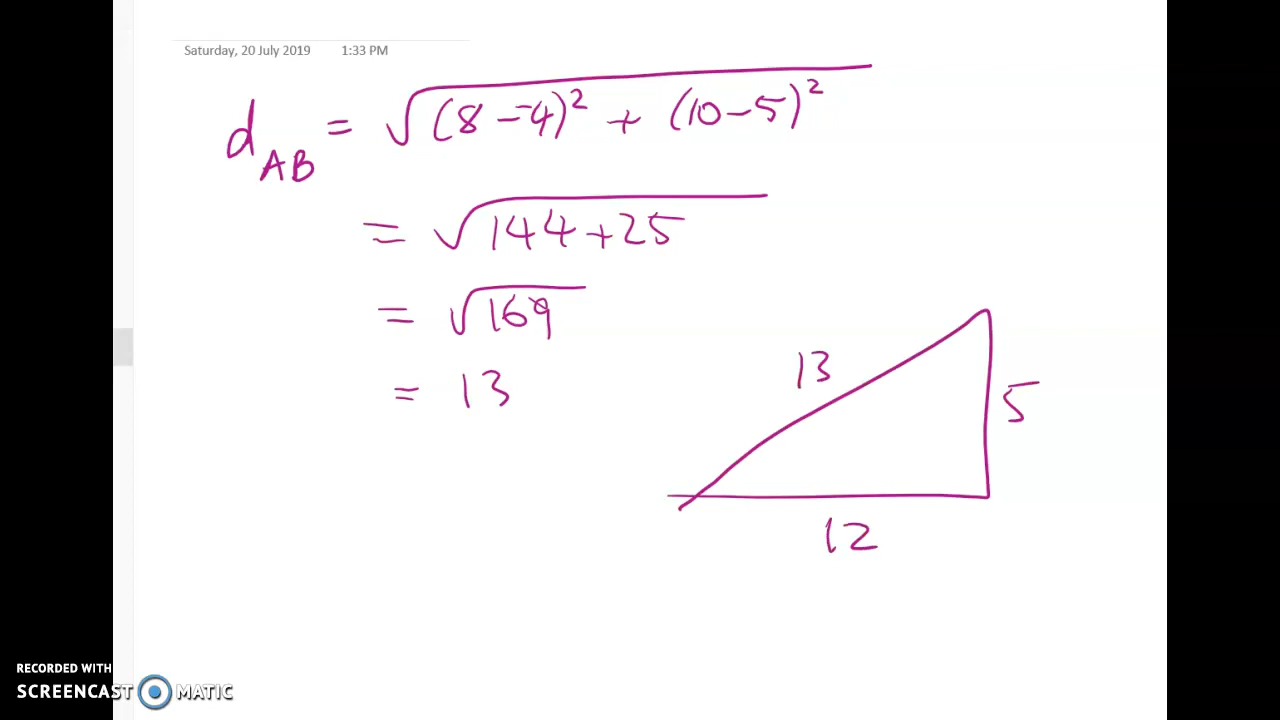 Saturday, 20 July 2019 1:33 PM
d_AB = √((8 - -4)² + (10 - 5)²)
= √(144 + 25)
= √169
= 13
13
5
12
RECORDED WITH
SCREENCAST MATIC